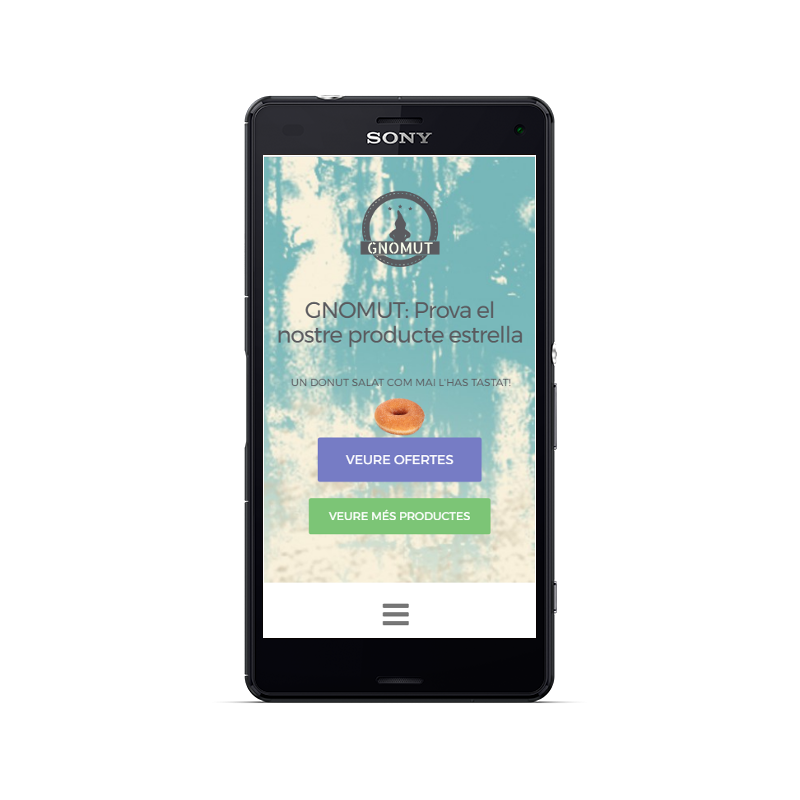 SONY
GNOMUT
GNOMUT: Prova el
nostre producte estrella
UN DONUT SALAT COM MAI L'HAS TASTAT!
VEURE OFERTES
VEURE MÉS PRODUCTES